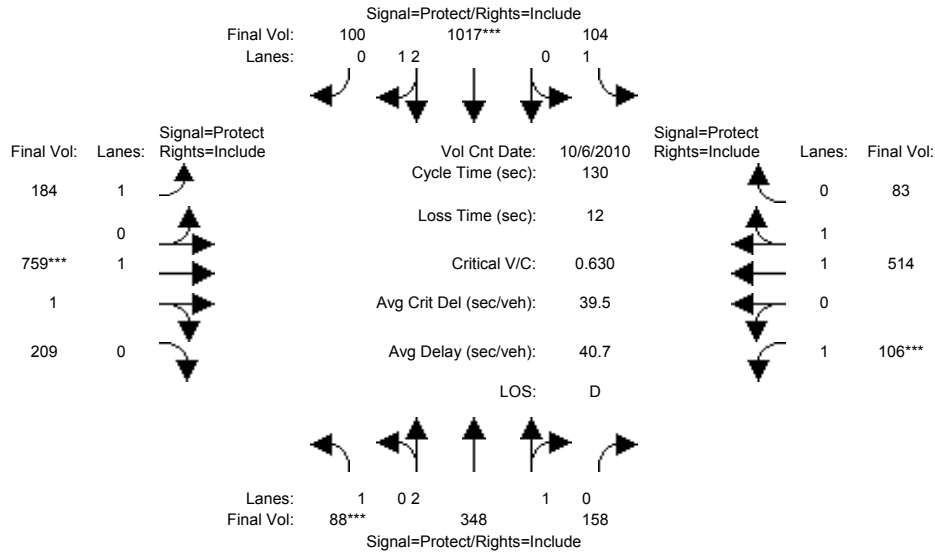 Signal=Protect/Rights=Include
Final Vol: 100 1017*** 104
Lanes: 0 1 2 0 1
Signal=Protect Signal=Protect
Final Vol: Lanes: Rights=Include Vol Cnt Date: 10/6/2010 Rights=Include Lanes: Final Vol:
Cycle Time (sec): 130
184 1 0 83
Loss Time (sec): 12
0 1
759*** 1 Critical V/C: 0.630 1 514
1 Avg Crit Del (sec/veh): 39.5 0
209 0 Avg Delay (sec/veh): 40.7 1 106***
LOS: D
Lanes: 1 0 2 1 0
Final Vol: 88*** 348 158
Signal=Protect/Rights=Include